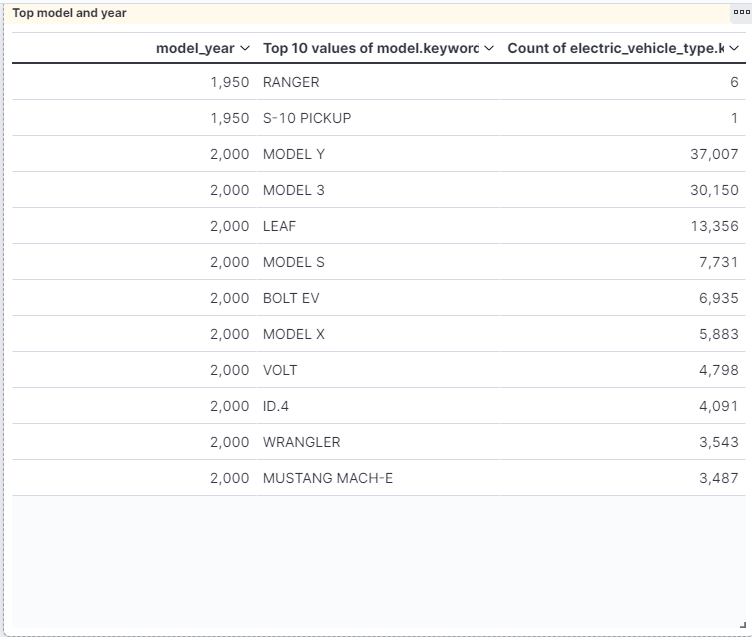 Top model and year
model_year Top 10 values of model.keyword Count of electric_vehicle_type.k
1,950 RANGER 6
1,950 S-10 PICKUP 1
2,000 MODEL Y 37,007
2,000 MODEL 3 30,150
2,000 LEAF 13,356
2,000 MODEL S 7,731
2,000 BOLT EV 6,935
2,000 MODEL X 5,883
2,000 VOLT 4,798
2,000 ID.4 4,091
2,000 WRANGLER 3,543
2,000 MUSTANG MACH-E 3,487